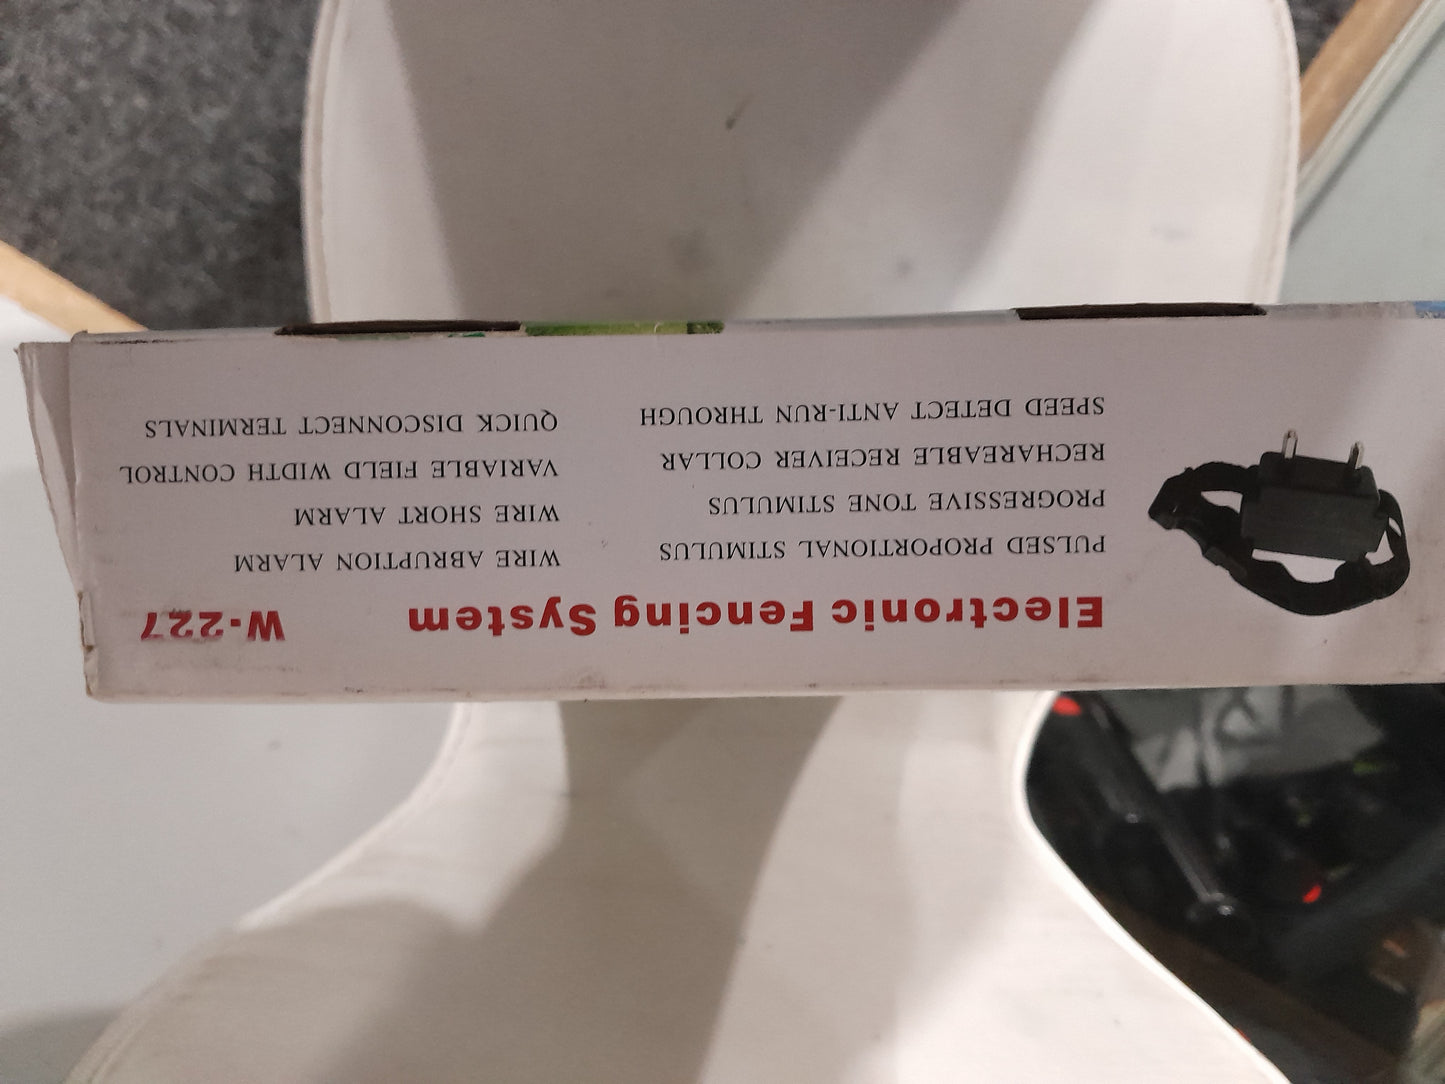 Electronic Fencing System W-227
PULSED PROPORTIONAL STIMULUS
PROGRESSIVE TONE STIMULUS
RECHAREABLE RECEIVER COLLAR
SPEED DETECT ANTI-RUN THROUGH
WIRE ABRUPTION ALARM
WIRE SHORT ALARM
VARIABLE FIELD WIDTH CONTROL
QUICK DISCONNECT TERMINALS